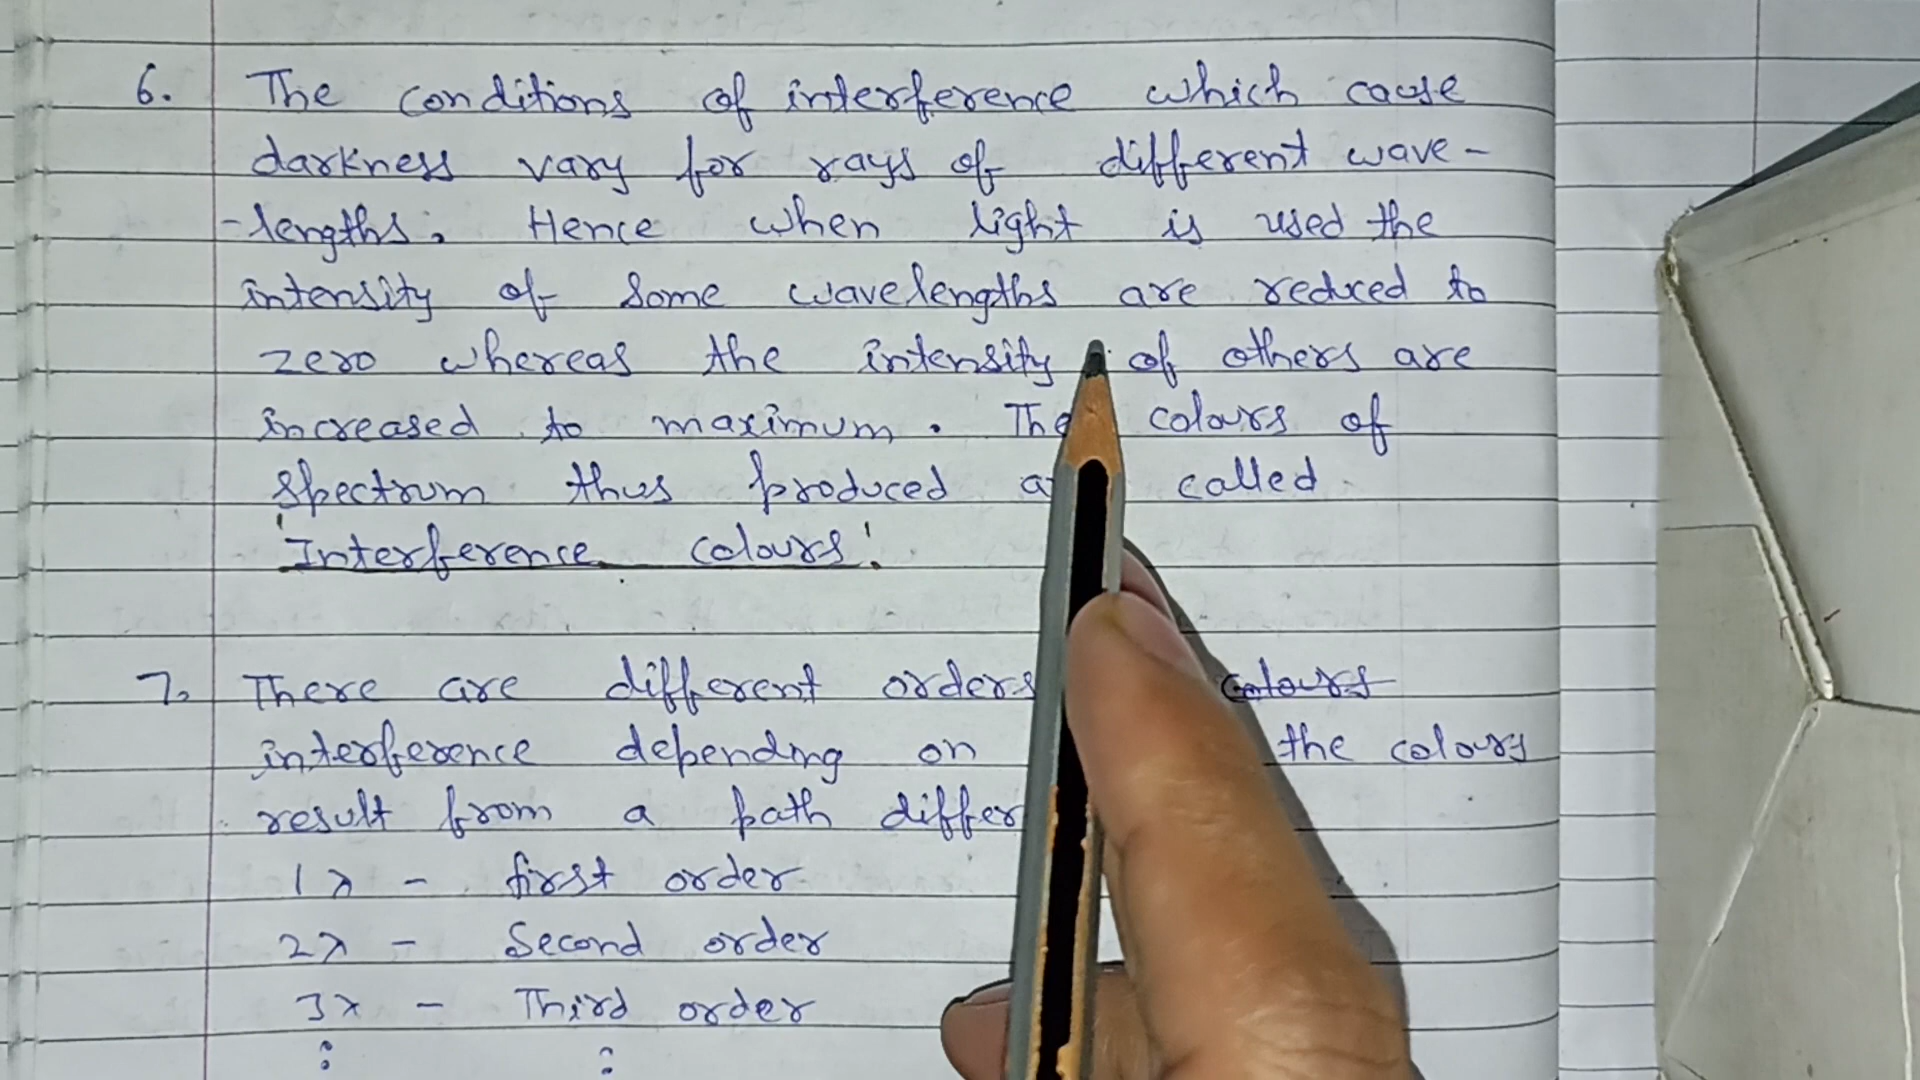 6. The conditions of interference which cause
darkness vary for rays of different wave-
-lengths. Hence when light is used the
intensity of some wavelengths are reduced to
zero whereas the intensity of others are
increased to maximum. The colours of
spectrum thus produced called
'Interference colours'.
7. There are different orders colours
interference depending on the colours
result from a path differ
1λ - first order
2λ - Second order
3λ - Third order
: :